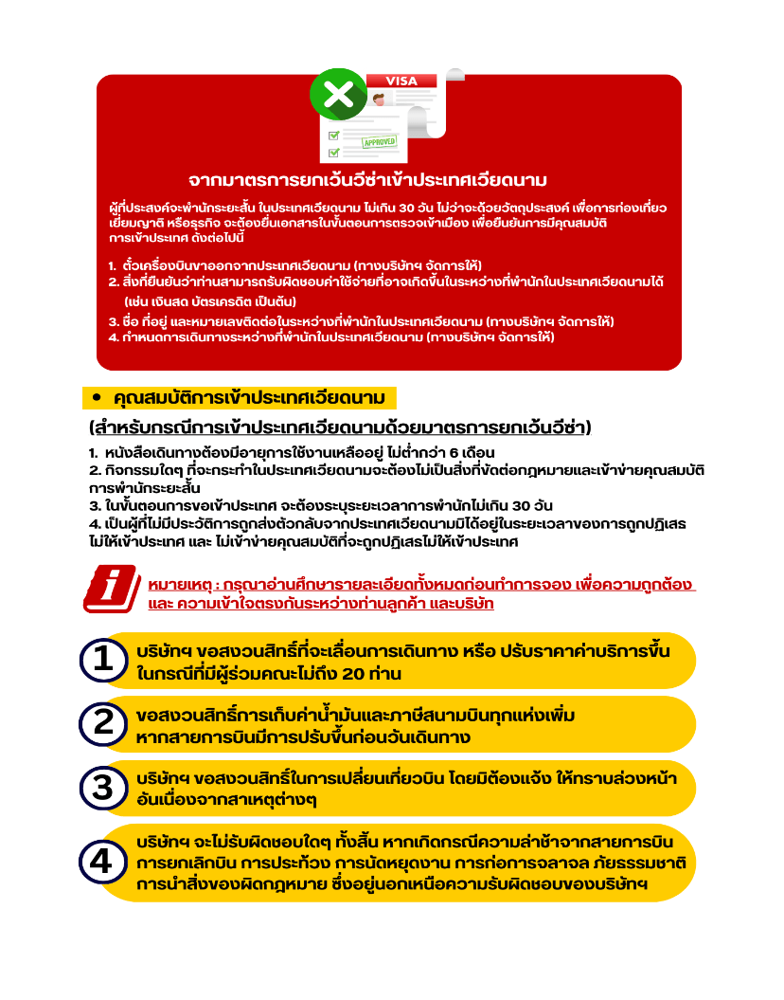 VISA
APPROVED
จากมาตรการยกเว้นวีซ่าเข้าประเทศเวียดนาม
ผู้ที่ประสงค์จะพำนักระยะสั้น ในประเทศเวียดนาม ไม่เกิน 30 วัน ไม่ว่าจะด้วยวัตถุประสงค์ เพื่อการท่องเที่ยว
เยี่ยมญาติ หรือธุรกิจ จะต้องยื่นเอกสารในขั้นตอนการตรวจเข้าเมือง เพื่อยืนยันการมีคุณสมบัติ
การเข้าประเทศ ดังต่อไปนี้
1. ตั๋วเครื่องบินขาออกจากประเทศเวียดนาม (ทางบริษัทฯ จัดการให้)
2. สิ่งที่ยืนยันว่าท่านสามารถรับผิดชอบค่าใช้จ่ายที่อาจเกิดขึ้นในระหว่างที่พำนักในประเทศเวียดนามได้
(เช่น เงินสด บัตรเครดิต เป็นต้น)
3. ชื่อ ที่อยู่ และหมายเลขติดต่อในระหว่างที่พำนักในประเทศเวียดนาม (ทางบริษัทฯ จัดการให้)
4. กำหนดการเดินทางระหว่างที่พำนักในประเทศเวียดนาม (ทางบริษัทฯ จัดการให้)
• คุณสมบัติการเข้าประเทศเวียดนาม
(สำหรับกรณีการเข้าประเทศเวียดนามด้วยมาตรการยกเว้นวีซ่า)
1. หนังสือเดินทางต้องมีอายุการใช้งานเหลืออยู่ ไม่ต่ำกว่า 6 เดือน
2. กิจกรรมใดๆ ที่จะกระทำในประเทศเวียดนามจะต้องไม่เป็นสิ่งที่ขัดต่อกฎหมายและเข้าข่ายคุณสมบัติ
การพำนักระยะสั้น
3. ในขั้นตอนการขอเข้าประเทศ จะต้องระบุระยะเวลาการพำนักไม่เกิน 30 วัน
4. เป็นผู้ที่ไม่มีประวัติการถูกส่งตัวกลับจากประเทศเวียดนามมิได้อยู่ในระยะเวลาของการถูกปฏิเสธ
ไม่ให้เข้าประเทศ และ ไม่เข้าข่ายคุณสมบัติที่จะถูกปฏิเสธไม่ให้เข้าประเทศ
หมายเหตุ : กรุณาอ่านศึกษารายละเอียดทั้งหมดก่อนทำการจอง เพื่อความถูกต้อง
และ ความเข้าใจตรงกันระหว่างท่านลูกค้า และบริษัท
1 บริษัทฯ ขอสงวนสิทธิ์ที่จะเลื่อนการเดินทาง หรือ ปรับราคาค่าบริการขึ้น
ในกรณีที่มีผู้ร่วมคณะไม่ถึง 20 ท่าน
2 ขอสงวนสิทธิ์การเก็บค่าน้ำมันและภาษีสนามบินทุกแห่งเพิ่ม
หากสายการบินมีการปรับขึ้นก่อนวันเดินทาง
3 บริษัทฯ ขอสงวนสิทธิ์ในการเปลี่ยนเที่ยวบิน โดยมิต้องแจ้ง ให้ทราบล่วงหน้า
อันเนื่องจากสาเหตุต่างๆ
4 บริษัทฯ จะไม่รับผิดชอบใดๆ ทั้งสิ้น หากเกิดกรณีความล่าช้าจากสายการบิน
การยกเลิกบิน การประท้วง การนัดหยุดงาน การก่อการจลาจล ภัยธรรมชาติ
การนำสิ่งของผิดกฎหมาย ซึ่งอยู่นอกเหนือความรับผิดชอบของบริษัทฯ